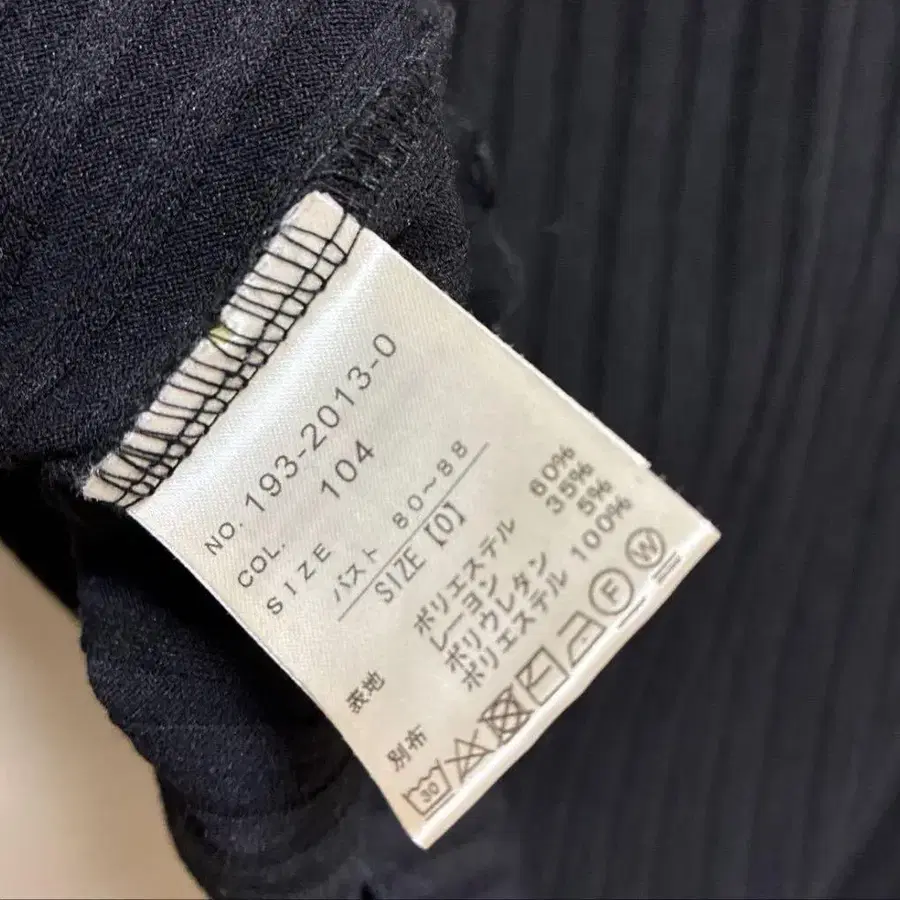 NO. 193-2013-0
COL. 104
SIZE
バスト 80〜88
SIZE【0】
表地 ポリエステル 60%
レーヨン 35%
ポリウレタン 5%
別布 ポリエステル 100%
30 F W